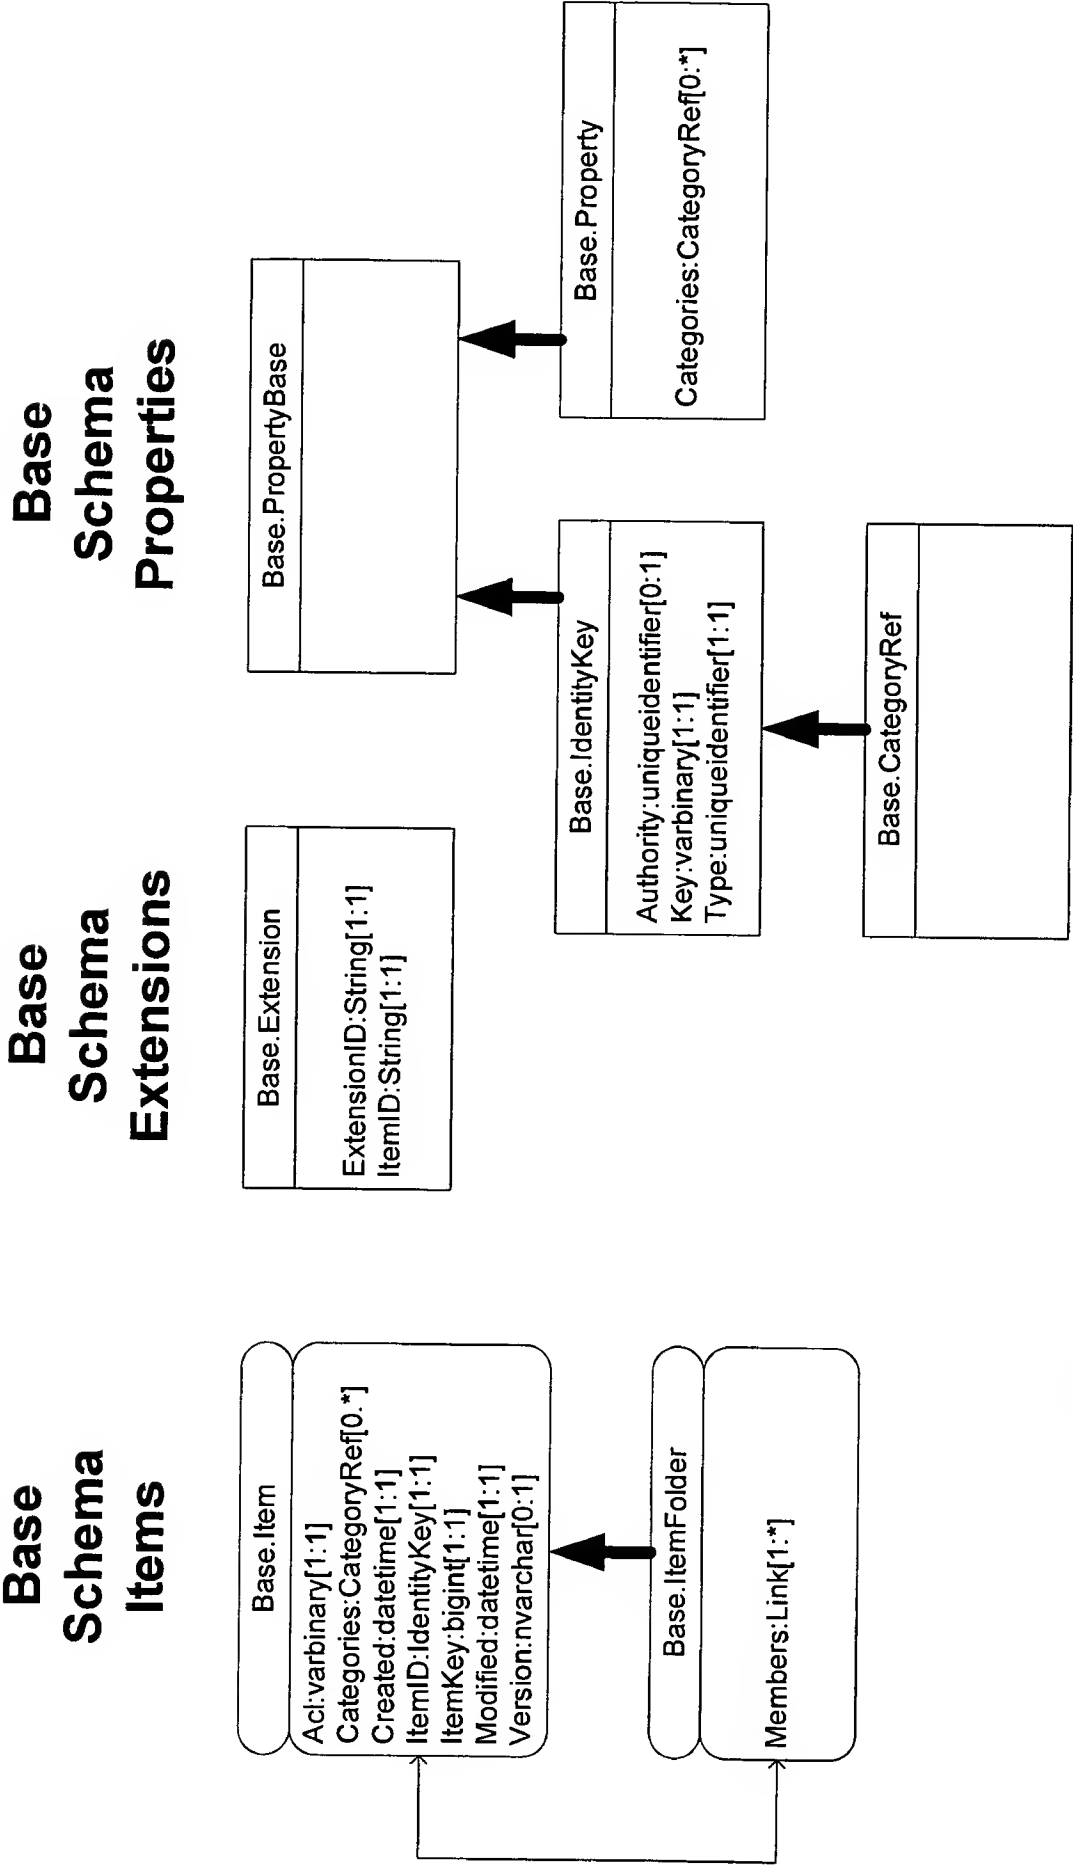 Base
Schema
Items
Base.Item
Acl:varbinary[1:1]
Categories:CategoryRef[0.*]
Created:datetime[1:1]
ItemID:IdentityKey[1:1]
ItemKey:bigint[1:1]
Modified:datetime[1:1]
Version:nvarchar[0:1]
Base.ItemFolder
Members:Link[1:*]
Base
Schema
Extensions
Base.Extension
ExtensionID:String[1:1]
ItemID:String[1:1]
Base
Schema
Properties
Base.PropertyBase
Base.IdentityKey
Authority:uniqueidentifier[0:1]
Key:varbinary[1:1]
Type:uniqueidentifier[1:1]
Base.CategoryRef
Base.Property
Categories:CategoryRef[0:*]